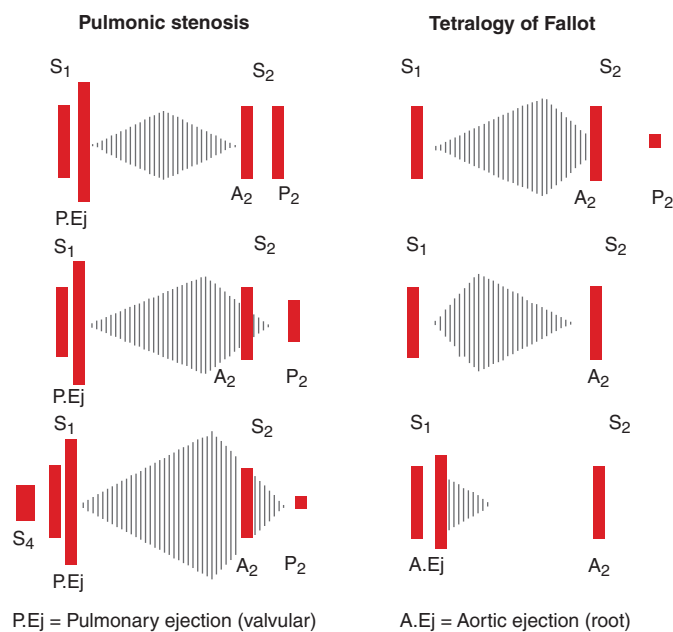 Pulmonic stenosis
S₁ S₂
P.Ej A₂ P₂
S₁ S₂
P.Ej A₂ P₂
S₁ S₂
S₄ P.Ej A₂ P₂
P.Ej = Pulmonary ejection (valvular)
Tetralogy of Fallot
S₁ S₂
A₂ P₂
S₁ S₂
A₂
S₁ S₂
A.Ej A₂
A.Ej = Aortic ejection (root)